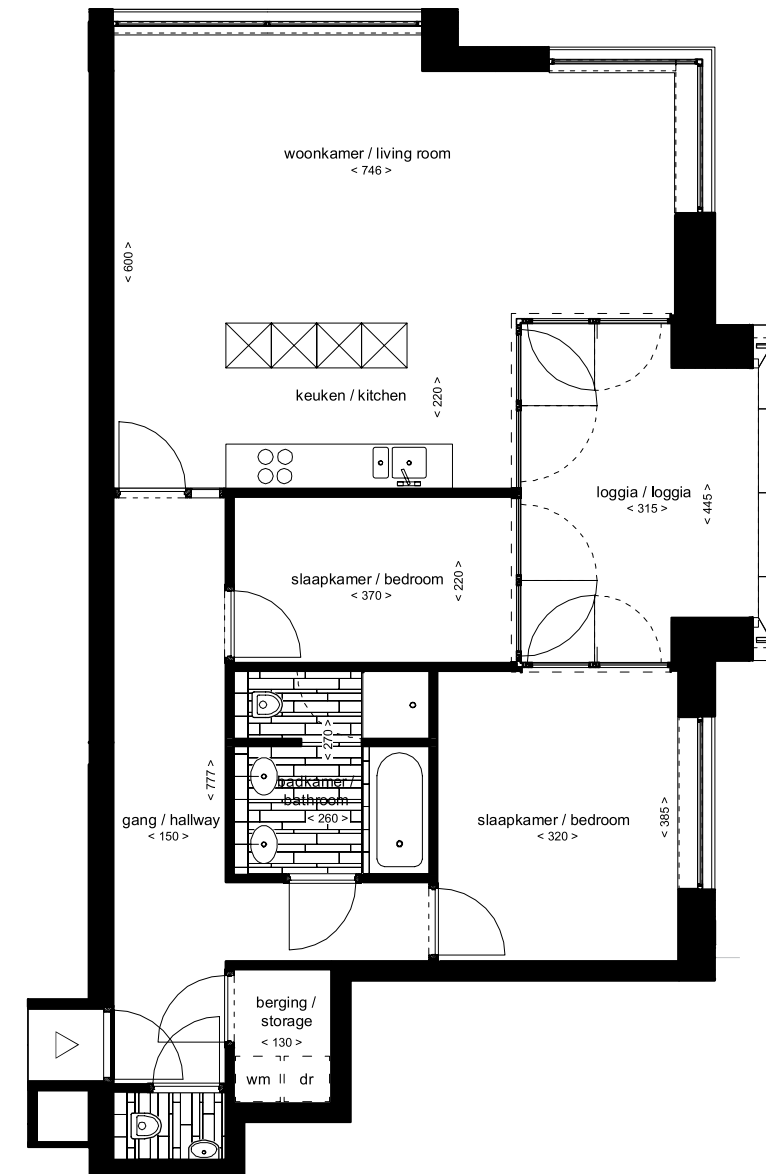 woonkamer / living room
< 746 >
< 600 >
keuken / kitchen
< 220 >
loggia / loggia
< 315 >
< 445 >
slaapkamer / bedroom
< 370 >
< 220 >
< 270 >
< 777 >
badkamer /
bathroom
< 260 >
gang / hallway
< 150 >
slaapkamer / bedroom
< 320 >
< 385 >
berging /
storage
< 130 >
wm
dr